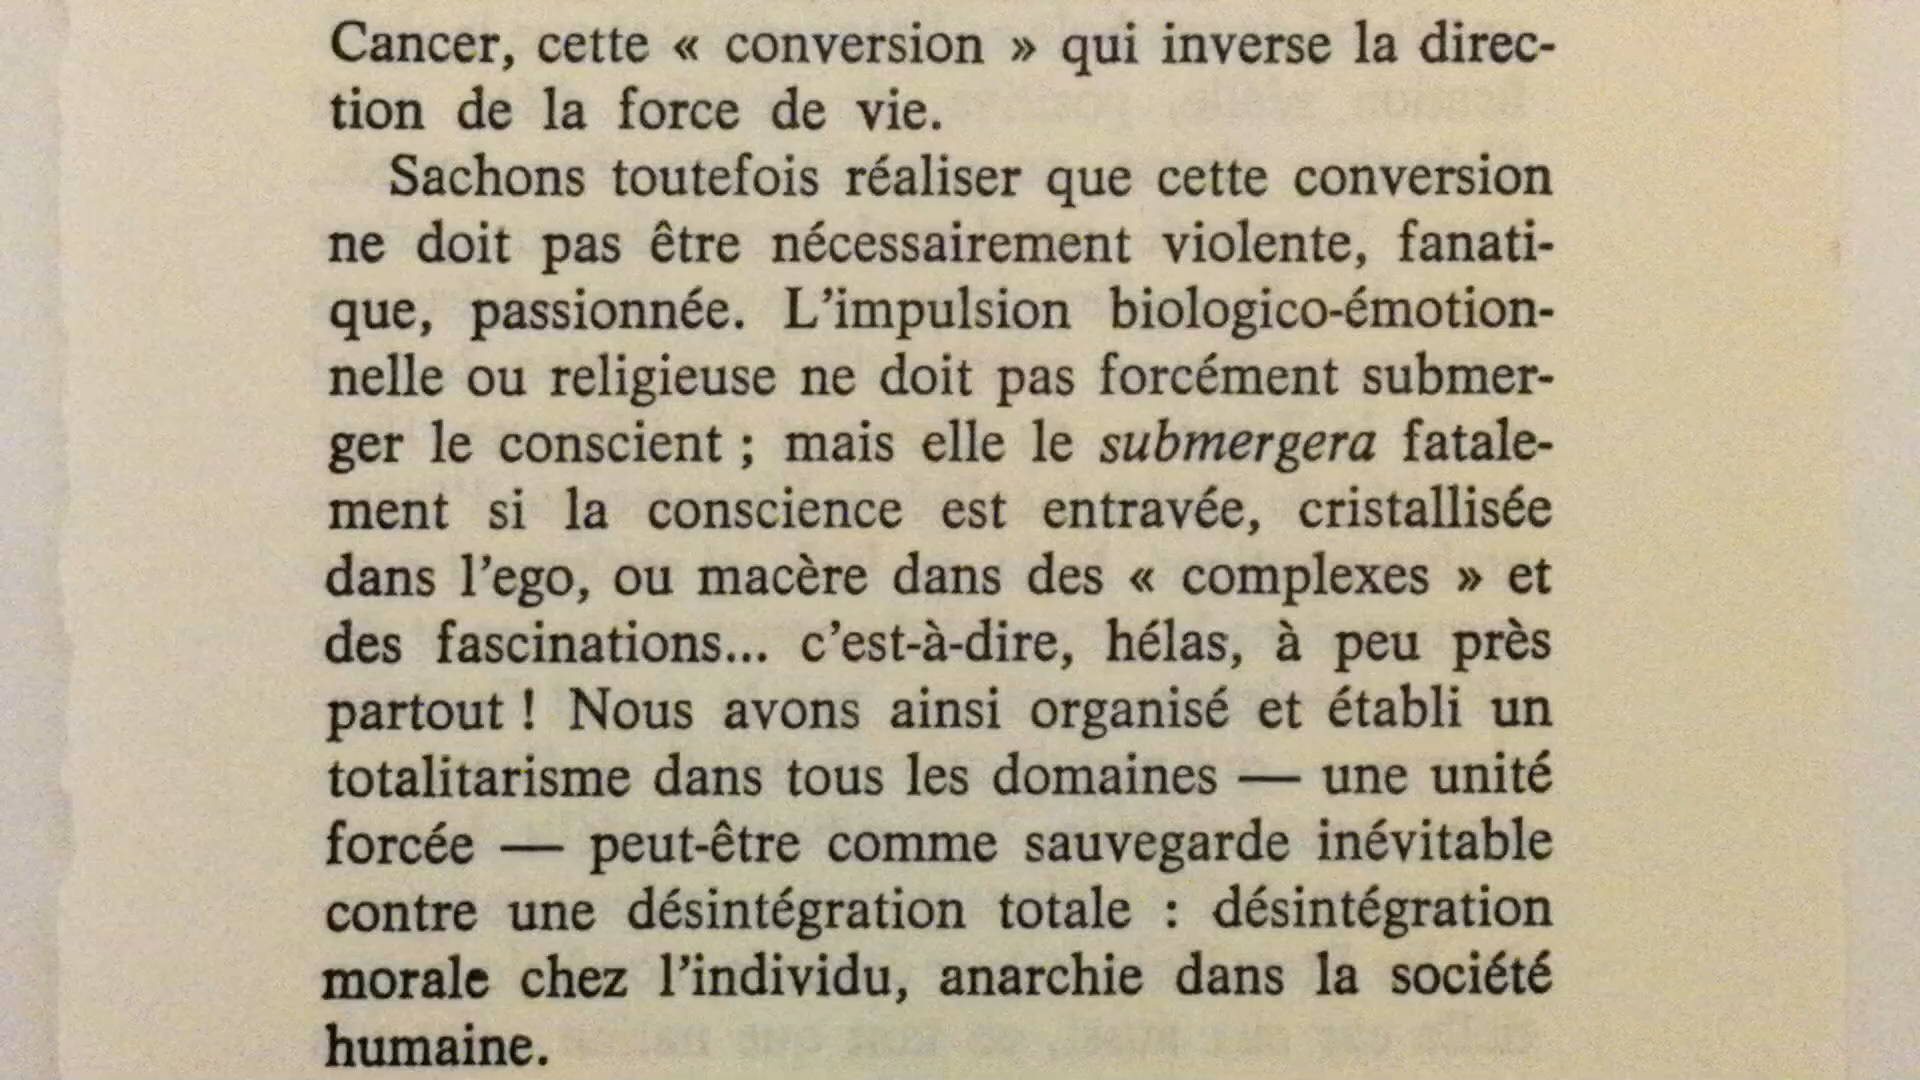 Cancer, cette « conversion » qui inverse la direc-
tion de la force de vie.
Sachons toutefois réaliser que cette conversion
ne doit pas être nécessairement violente, fanati-
que, passionnée. L’impulsion biologico-émotion-
nelle ou religieuse ne doit pas forcément submer-
ger le conscient ; mais elle le submergera fatale-
ment si la conscience est entravée, cristallisée
dans l’ego, ou macère dans des « complexes » et
des fascinations... c’est-à-dire, hélas, à peu près
partout ! Nous avons ainsi organisé et établi un
totalitarisme dans tous les domaines — une unité
forcée — peut-être comme sauvegarde inévitable
contre une désintégration totale : désintégration
morale chez l’individu, anarchie dans la société
humaine.